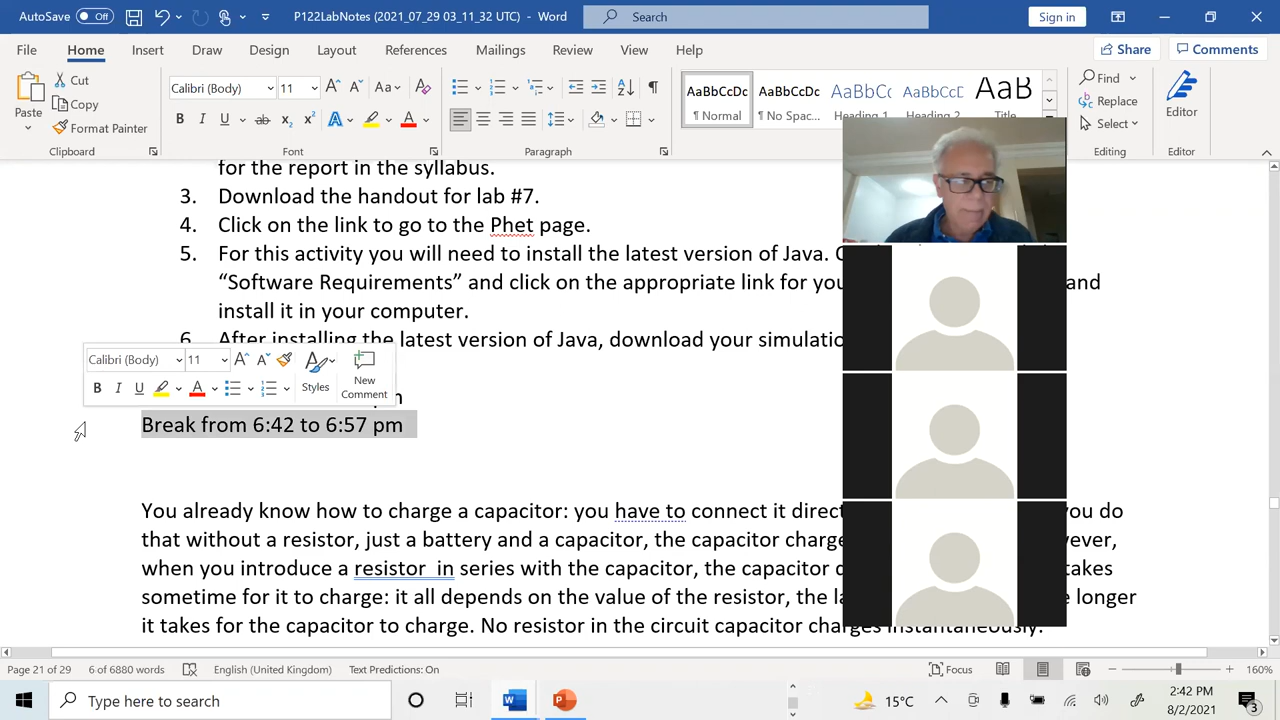 AutoSave Off P122LabNotes (2021_07_29 03_11_32 UTC) - Word Search Sign in
File Home Insert Draw Design Layout References Mailings Review View Help Share Comments
Paste Cut Copy Format Painter
Calibri (Body) 11
AaBbCcDc AaBbCcDc AaBbCc AaBbCcD AaB
¶ Normal ¶ No Spac... Heading 1 Heading 2 Title
Find Replace Select Editor
Clipboard Font Paragraph Editing Editor
for the report in the syllabus.
3. Download the handout for lab #7.
4. Click on the link to go to the Phet page.
5. For this activity you will need to install the latest version of Java.
“Software Requirements” and click on the appropriate link for and
install it in your computer.
6. After installing the latest version of Java, download your
Calibri (Body) 11
Styles New Comment
Break from 6:42 to 6:57 pm
You already know how to charge a capacitor: you have to connect it you do
that without a resistor, just a battery and a capacitor, the capacitor
when you introduce a resistor in series with the capacitor, the capacitor takes
sometime for it to charge: it all depends on the value of the resistor, the longer
it takes for the capacitor to charge. No resistor in the circuit capacitor charges instantaneously.
Page 21 of 29 6 of 6880 words English (United Kingdom) Text Predictions: On Focus 160%
Type here to search 15°C 2:42 PM
8/2/2021 3